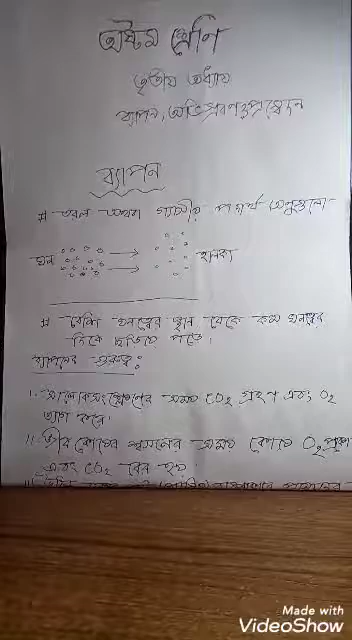 অষ্টম শ্রেণি
তৃতীয় অধ্যায়
ব্যাপন, অভিস্রবণ ও প্রস্বেদন
ব্যাপন
# তরল অথবা গ্যাসীয় পদার্থ অনুগুলো
ঘন → হালকা
# বেশি ঘনত্বের স্থান থেকে কম ঘনত্বের
দিকে ছড়িয়ে পড়ে।
ব্যাপনের গুরুত্ব:
i. সালোকসংশ্লেষণের সময় CO₂ গ্রহণ এবং O₂
ত্যাগ করে।
ii. জীব কোষের শ্বসনের সময় কোষে O₂
এবং CO₂ বের হয়।
Made with
VideoShow